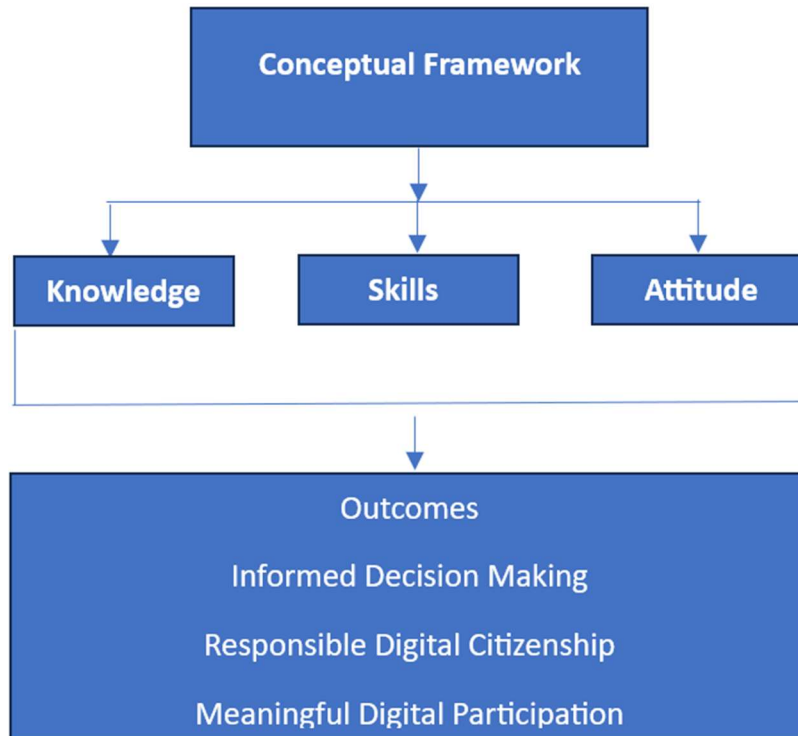 Conceptual Framework
Knowledge
Skills
Attitude
Outcomes
Informed Decision Making
Responsible Digital Citizenship
Meaningful Digital Participation